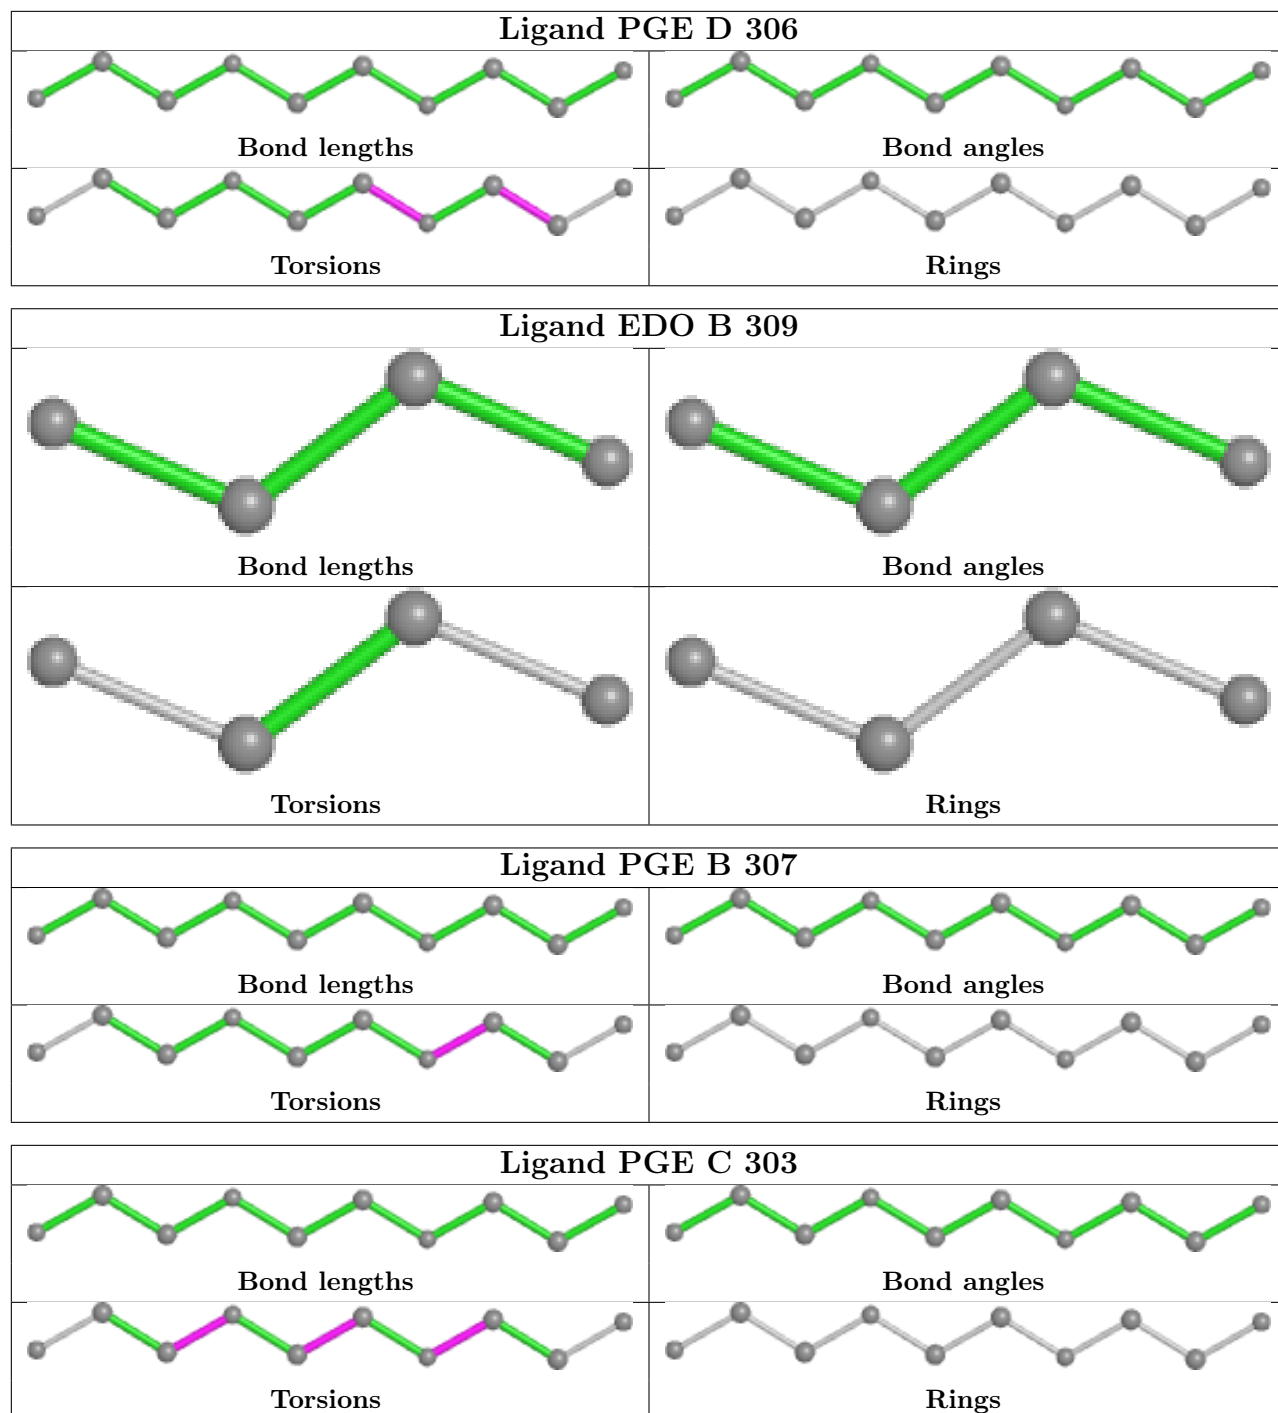 Ligand PGE D 306
Bond lengths Bond angles
Torsions Rings
Ligand EDO B 309
Bond lengths Bond angles
Torsions Rings
Ligand PGE B 307
Bond lengths Bond angles
Torsions Rings
Ligand PGE C 303
Bond lengths Bond angles
Torsions Rings